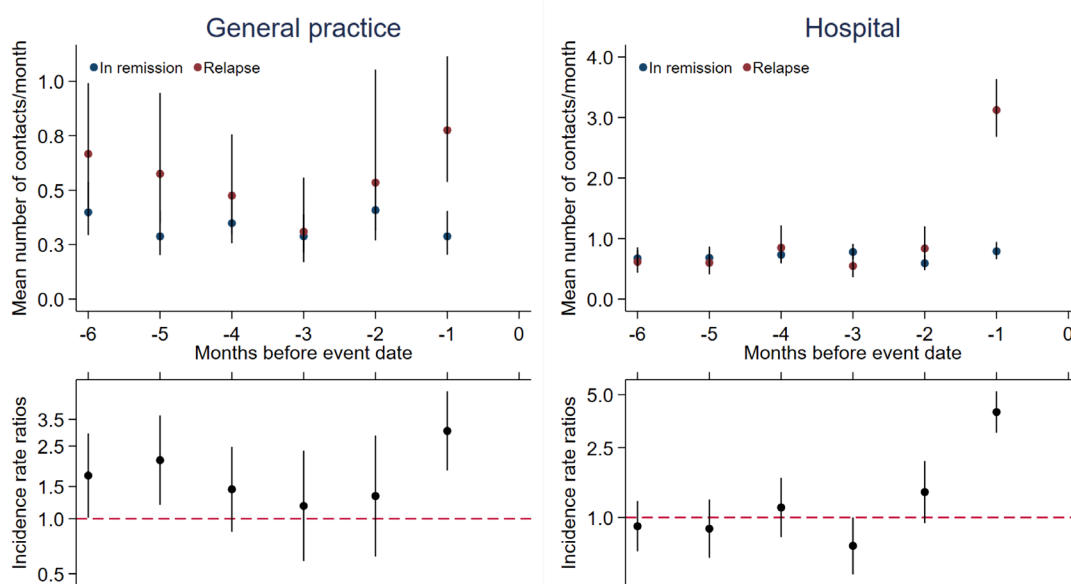 General practice
Mean number of contacts/month
In remission Relapse
1.0
0.8
0.5
0.3
0.0
-6 -5 -4 -3 -2 -1 0
Months before event date
Incidence rate ratios
3.5
2.5
1.5
1.0
0.5
Hospital
Mean number of contacts/month
In remission Relapse
4.0
3.0
2.0
1.0
0.0
-6 -5 -4 -3 -2 -1 0
Months before event date
Incidence rate ratios
5.0
2.5
1.0